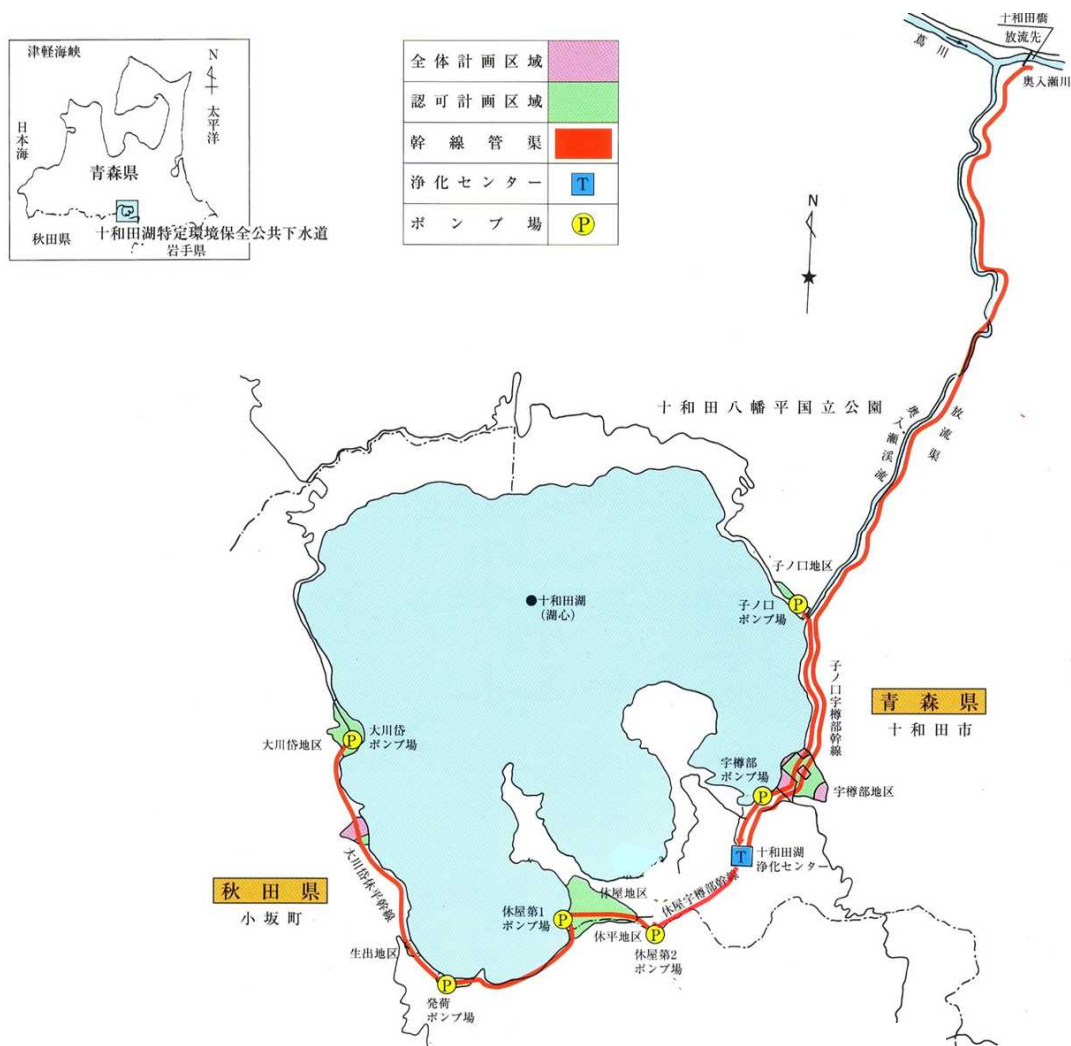 津軽海峡
N
太平洋
日本海
青森県
秋田県
十和田湖特定環境保全公共下水道
岩手県
全体計画区域
認可計画区域
幹線管渠
浄化センター
T
ポンプ場
P
十和田橋
放流先
蔦川
奥入瀬川
N
十和田八幡平国立公園
放流渠
奥入瀬渓流
子ノ口地区
P
子ノ口
ポンプ場
十和田湖
(湖心)
子ノ口宇樽部幹線
青森県
十和田市
大川岱
ポンプ場
P
大川岱地区
宇樽部
ポンプ場
P
宇樽部地区
T
十和田湖
浄化センター
大川岱休平幹線
秋田県
小坂町
休屋地区
休屋宇樽部幹線
休屋第1
ポンプ場
P
休平地区
P
休屋第2
ポンプ場
生出地区
P
発荷
ポンプ場